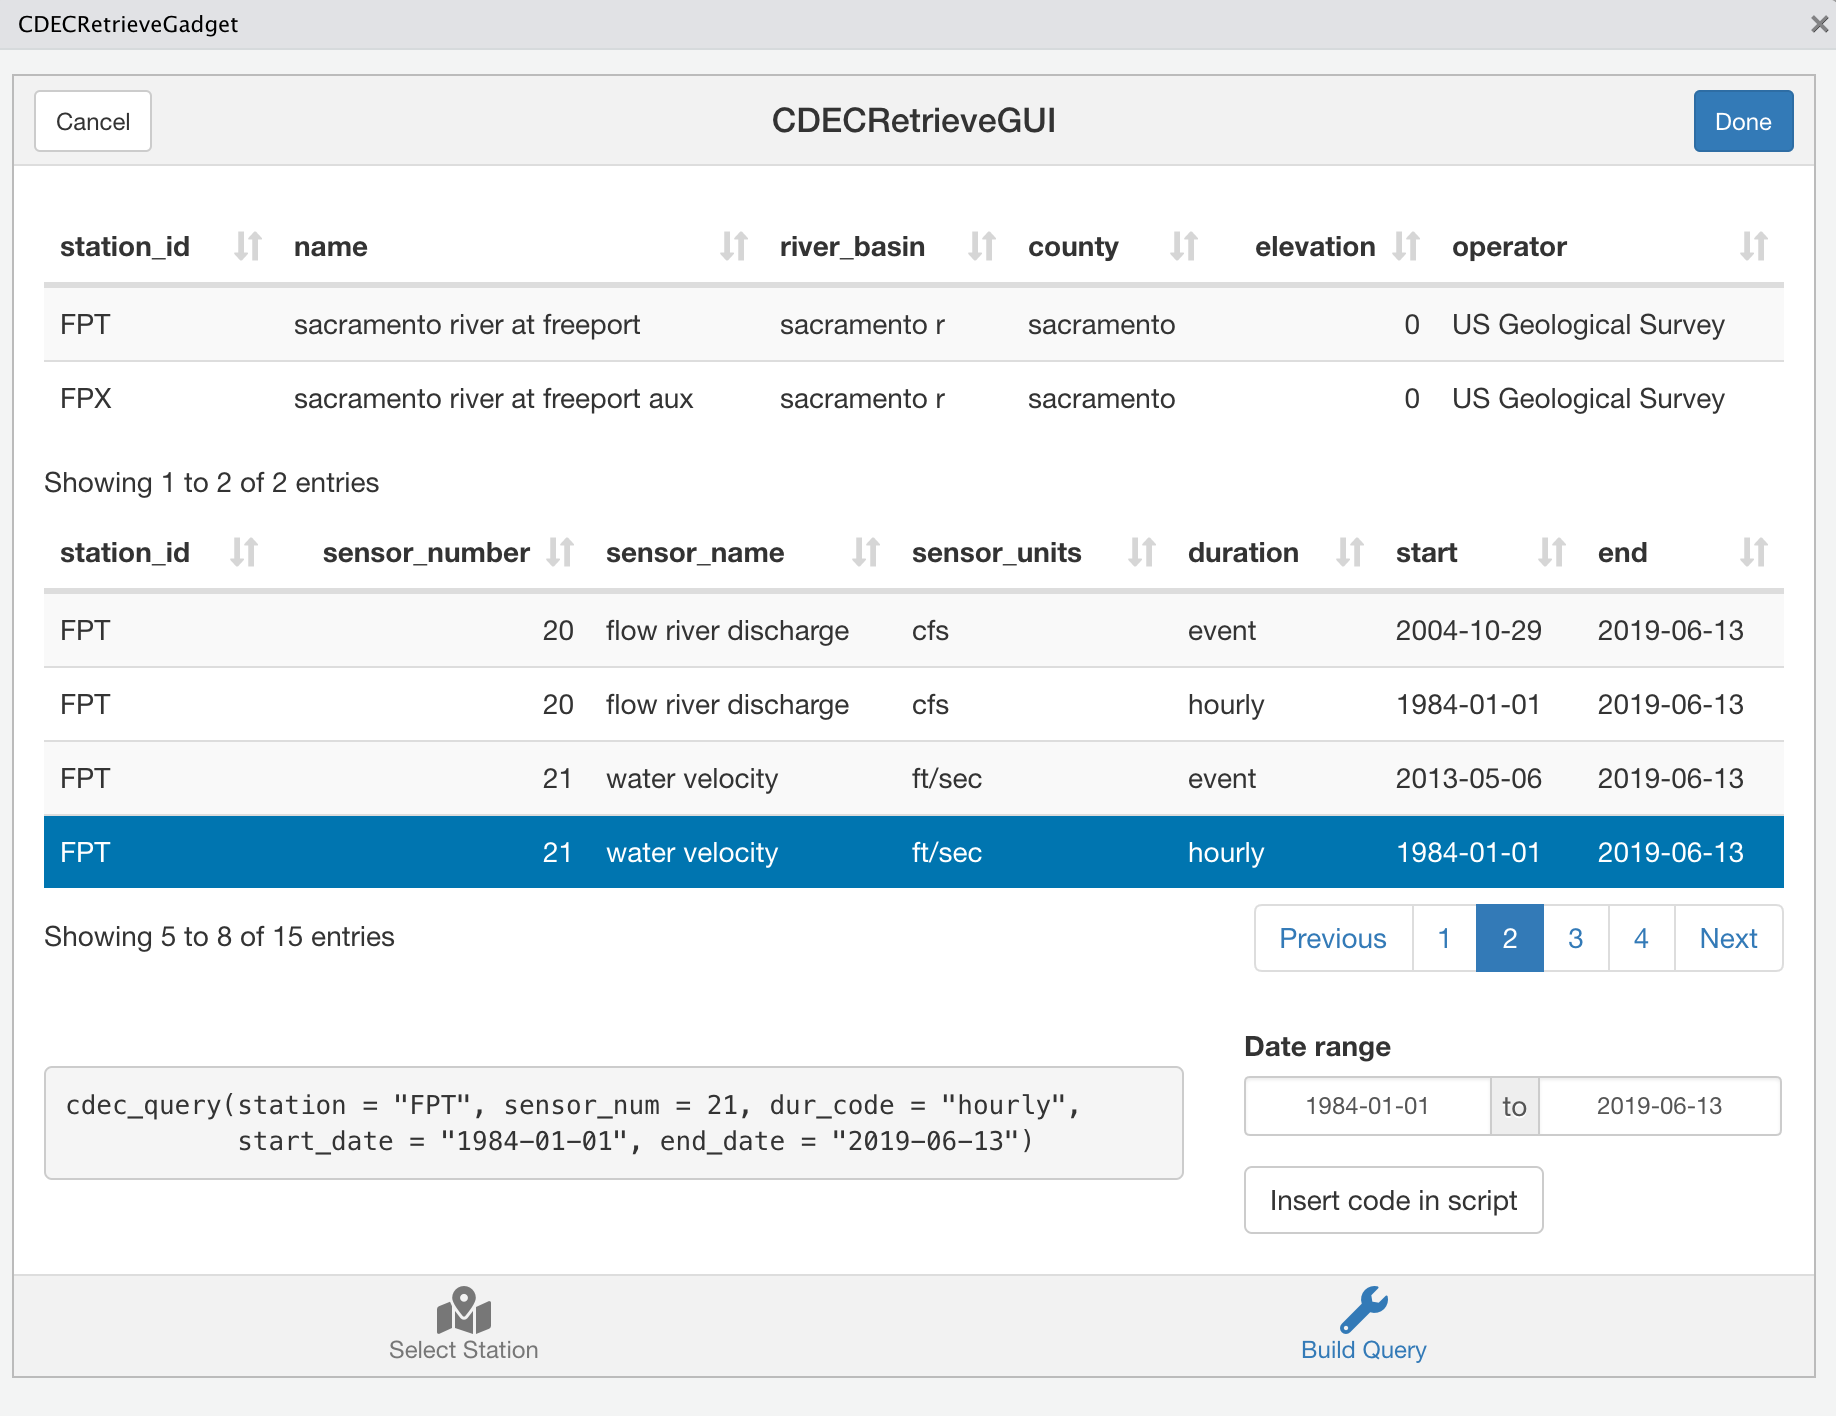 CDECRetrieveGadget
Cancel CDECRetrieveGUI Done
station_id name river_basin county elevation operator
FPT sacramento river at freeport sacramento r sacramento 0 US Geological Survey
FPX sacramento river at freeport aux sacramento r sacramento 0 US Geological Survey
Showing 1 to 2 of 2 entries
station_id sensor_number sensor_name sensor_units duration start end
FPT 20 flow river discharge cfs event 2004-10-29 2019-06-13
FPT 20 flow river discharge cfs hourly 1984-01-01 2019-06-13
FPT 21 water velocity ft/sec event 2013-05-06 2019-06-13
FPT 21 water velocity ft/sec hourly 1984-01-01 2019-06-13
Showing 5 to 8 of 15 entries Previous 1 2 3 4 Next
Date range
1984-01-01 to 2019-06-13
cdec_query(station = "FPT", sensor_num = 21, dur_code = "hourly",
start_date = "1984-01-01", end_date = "2019-06-13")
Insert code in script
Select Station Build Query